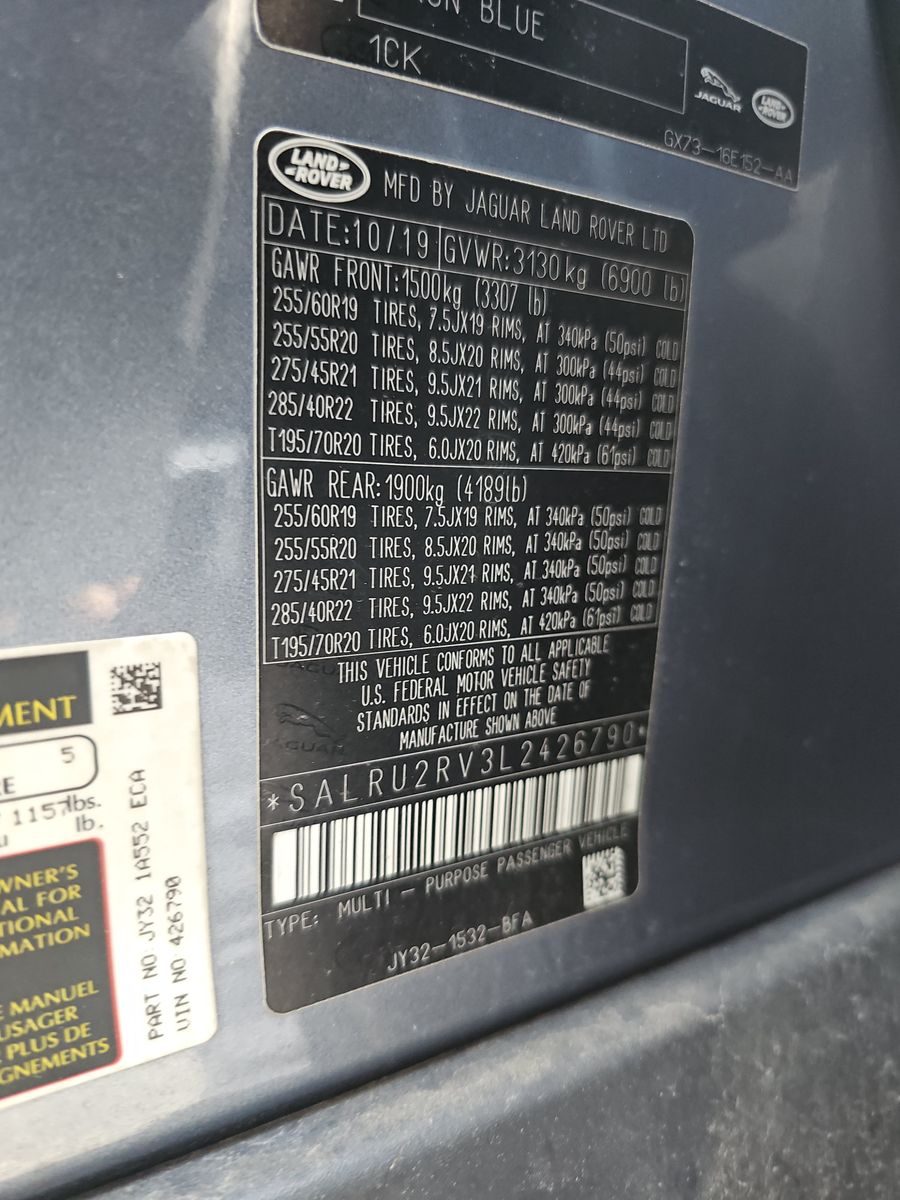 BLUE
1CK
JAGUAR
LAND-
-ROVER
GX73-16E152-AA
LAND-
-ROVER
MFD BY JAGUAR LAND ROVER LTD
DATE:10/19 GVWR:3130kg (6900 lb)
GAWR FRONT:1500kg (3307 lb)
255/60R19 TIRES, 7.5JX19 RIMS, AT 340kPa (50psi) COLD
255/55R20 TIRES, 8.5JX20 RIMS, AT 300kPa (44psi) COLD
275/45R21 TIRES, 9.5JX21 RIMS, AT 300kPa (44psi) COLD
285/40R22 TIRES, 9.5JX22 RIMS, AT 300kPa (44psi) COLD
T195/70R20 TIRES, 6.0JX20 RIMS, AT 420kPa (61psi) COLD
GAWR REAR:1900kg (4189lb)
255/60R19 TIRES, 7.5JX19 RIMS, AT 340kPa (50psi) COLD
255/55R20 TIRES, 8.5JX20 RIMS, AT 340kPa (50psi) COLD
275/45R21 TIRES, 9.5JX21 RIMS, AT 340kPa (50psi) COLD
285/40R22 TIRES, 9.5JX22 RIMS, AT 340kPa (50psi) COLD
T195/70R20 TIRES, 6.0JX20 RIMS, AT 420kPa (61psi) COLD
THIS VEHICLE CONFORMS TO ALL APPLICABLE
U.S. FEDERAL MOTOR VEHICLE SAFETY
STANDARDS IN EFFECT ON THE DATE OF
MANUFACTURE SHOWN ABOVE
*SALRU2RV3L2426790*
TYPE: MULTI - PURPOSE PASSENGER VEHICLE
JY32-1532-BFA
MENT
5
1157lbs.
lb.
WNER'S
AL FOR
TIONAL
RMATION
E MANUEL
USAGER
PLUS DE
GNEMENTS
PART NO JY32 1A552 ECA
VIN NO 426790